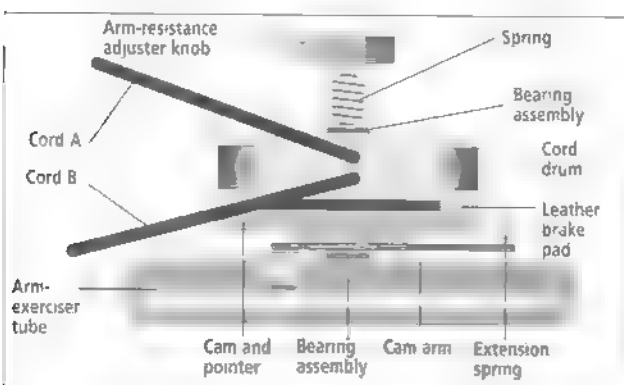 Arm-resistance
adjuster knob
Spring
Bearing
assembly
Cord A
Cord
drum
Cord B
Leather
brake
pad
Arm-
exerciser
tube
Cam and
pointer
Bearing
assembly
Cam arm
Extension
spring